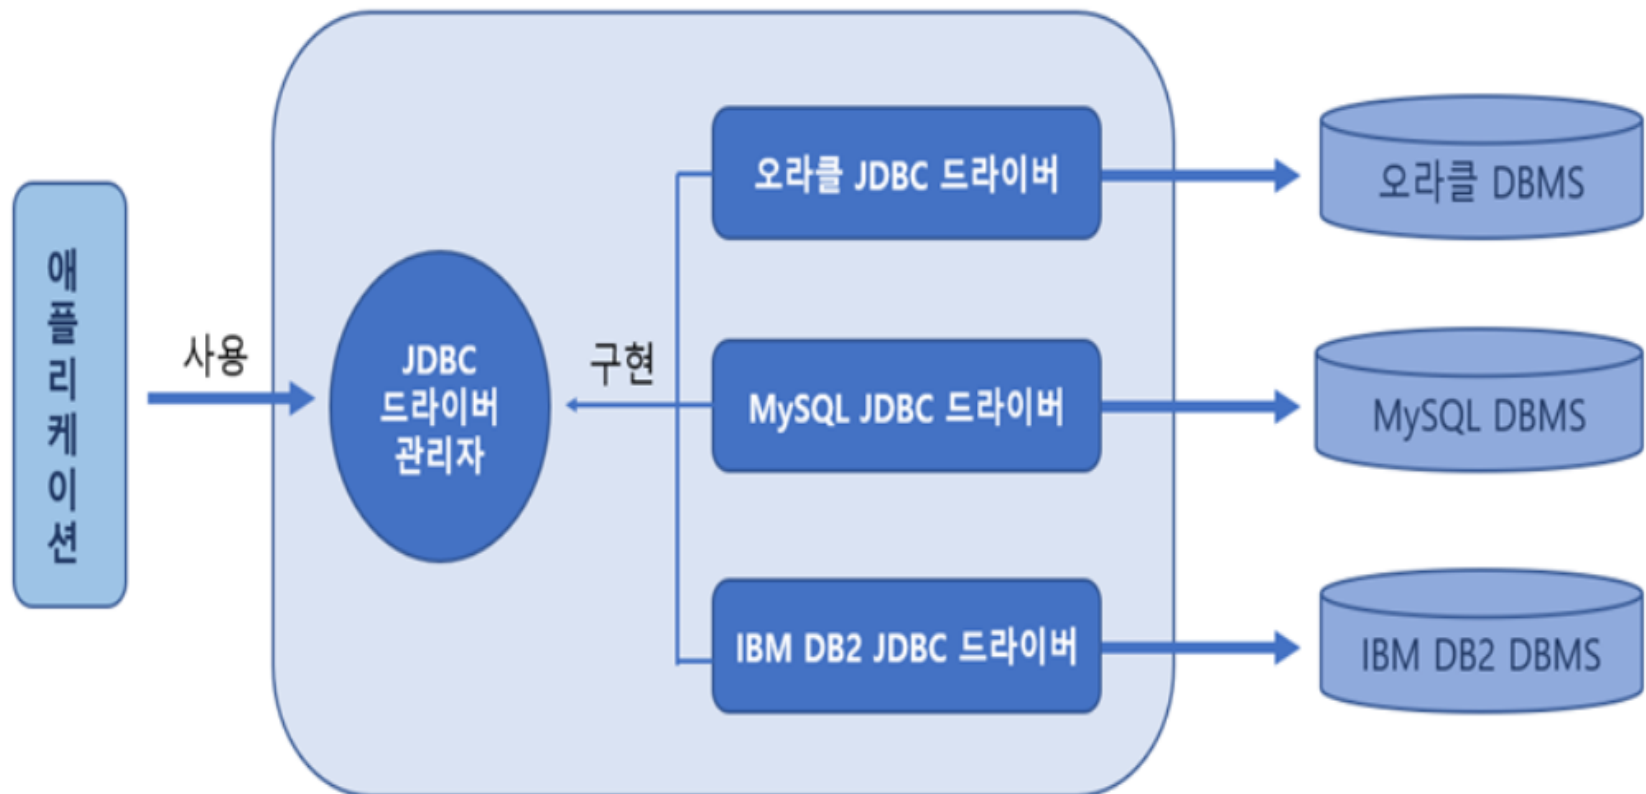 애플리케이션
사용
JDBC
드라이버
관리자
구현
오라클 JDBC 드라이버
MySQL JDBC 드라이버
IBM DB2 JDBC 드라이버
오라클 DBMS
MySQL DBMS
IBM DB2 DBMS